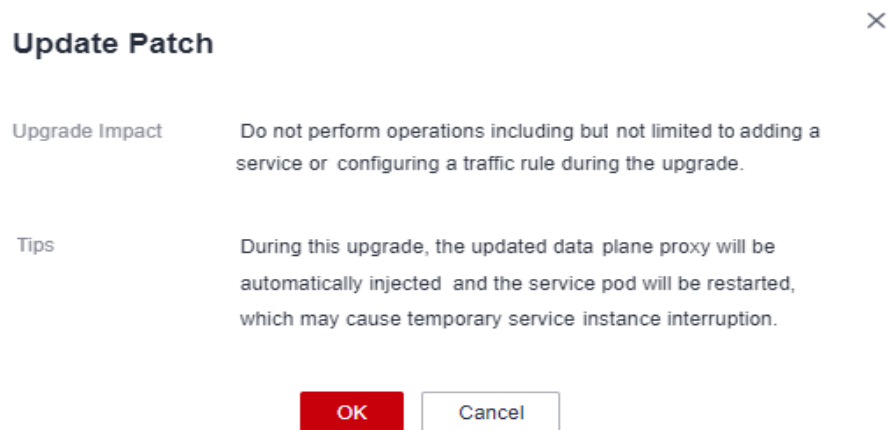 Update Patch
Upgrade Impact Do not perform operations including but not limited to adding a
service or configuring a traffic rule during the upgrade.
Tips During this upgrade, the updated data plane proxy will be
automatically injected and the service pod will be restarted,
which may cause temporary service instance interruption.
OK Cancel